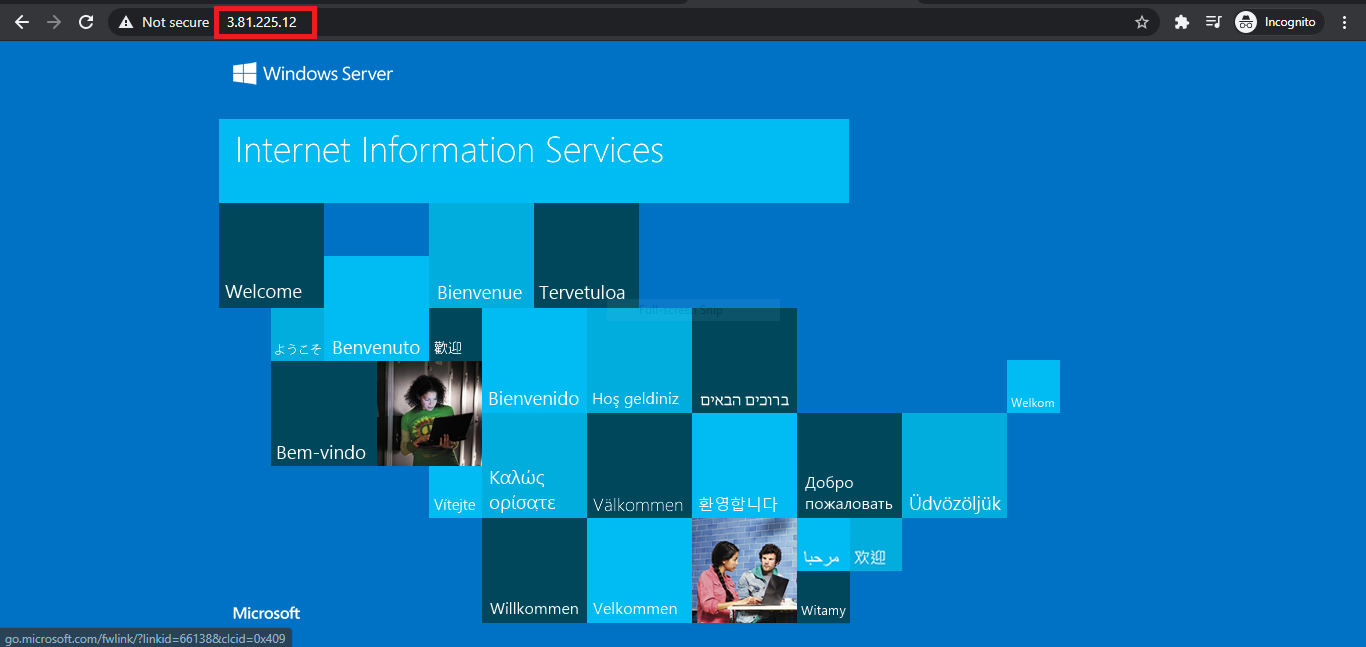 Not secure
3.81.225.12
Incognito
Windows Server
Internet Information Services
Welcome
Bienvenue
Tervetuloa
Full-screen Snip
ようこそ
Benvenuto
歡迎
Bienvenido
Hoş geldiniz
ברוכים הבאים
Welkom
Bem-vindo
Vítejte
Καλώς
ορίσατε
Välkommen
환영합니다
Добро
пожаловать
Üdvözöljük
مرحبا
欢迎
Willkommen
Velkommen
Witamy
Microsoft
go.microsoft.com/fwlink/?linkid=66138&clcid=0x409